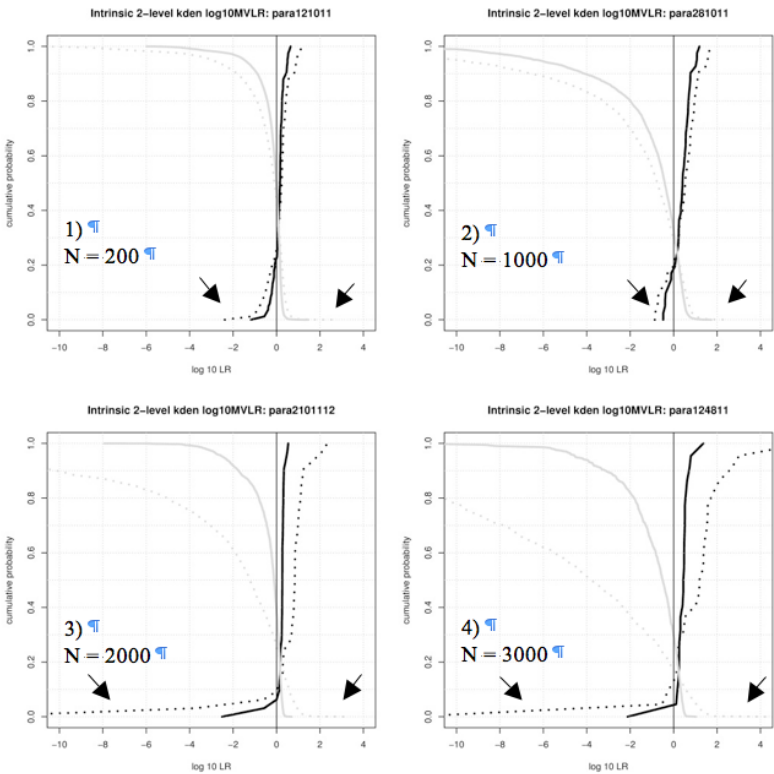 Intrinsic 2-level kden log10MVLR: para121011
cumulative probability
1.0
0.8
0.6
0.4
0.2
0.0
1) ¶
N = 200 ¶
−10 −8 −6 −4 −2 0 2 4
log 10 LR
Intrinsic 2-level kden log10MVLR: para281011
cumulative probability
1.0
0.8
0.6
0.4
0.2
0.0
2) ¶
N = 1000 ¶
−10 −8 −6 −4 −2 0 2 4
log 10 LR
Intrinsic 2-level kden log10MVLR: para2101112
cumulative probability
1.0
0.8
0.6
0.4
0.2
0.0
3) ¶
N = 2000 ¶
−10 −8 −6 −4 −2 0 2 4
log 10 LR
Intrinsic 2-level kden log10MVLR: para124811
cumulative probability
1.0
0.8
0.6
0.4
0.2
0.0
4) ¶
N = 3000 ¶
−10 −8 −6 −4 −2 0 2 4
log 10 LR